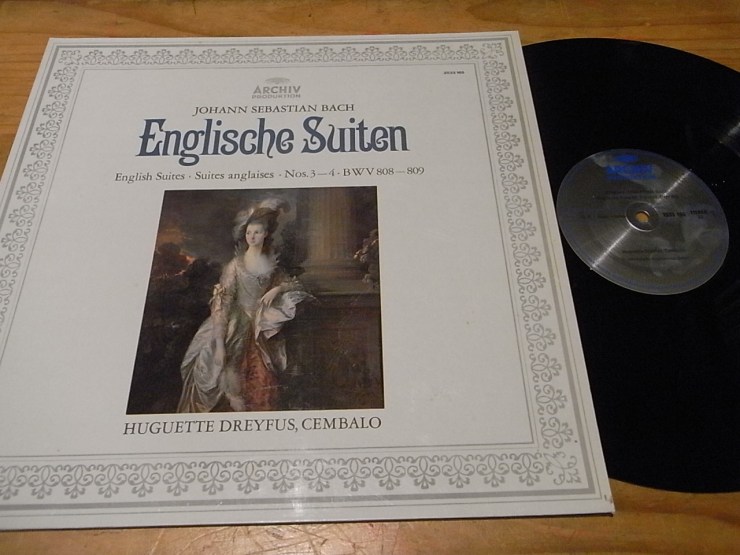 ARCHIV
PRODUKTION
JOHANN SEBASTIAN BACH
Englische Suiten
English Suites · Suites anglaises · Nos. 3—4 · BWV 808—809
HUGUETTE DREYFUS, CEMBALO
ARCHIV